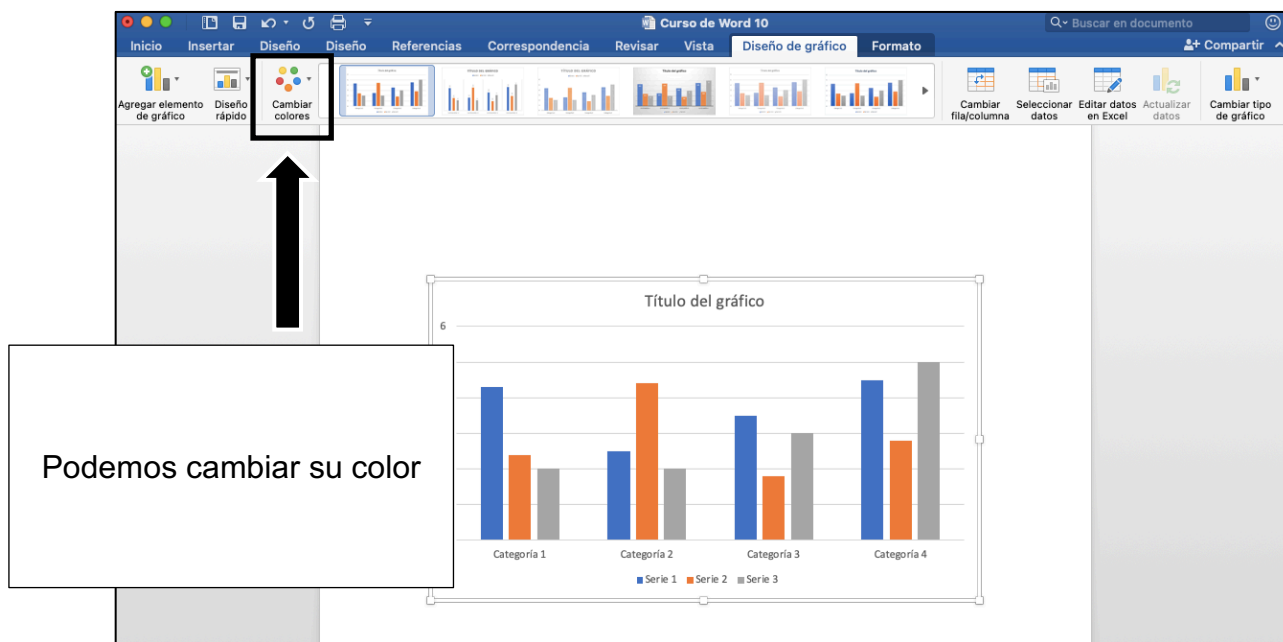 Curso de Word 10
Buscar en documento
Inicio Insertar Diseño Diseño Referencias Correspondencia Revisar Vista Diseño de gráfico Formato Compartir
Agregar elemento de gráfico
Diseño rápido
Cambiar colores
Cambiar fila/columna
Seleccionar datos
Editar datos en Excel
Actualizar datos
Cambiar tipo de gráfico
Título del gráfico
6
Podemos cambiar su color
Categoría 1 Categoría 2 Categoría 3 Categoría 4
Serie 1 Serie 2 Serie 3